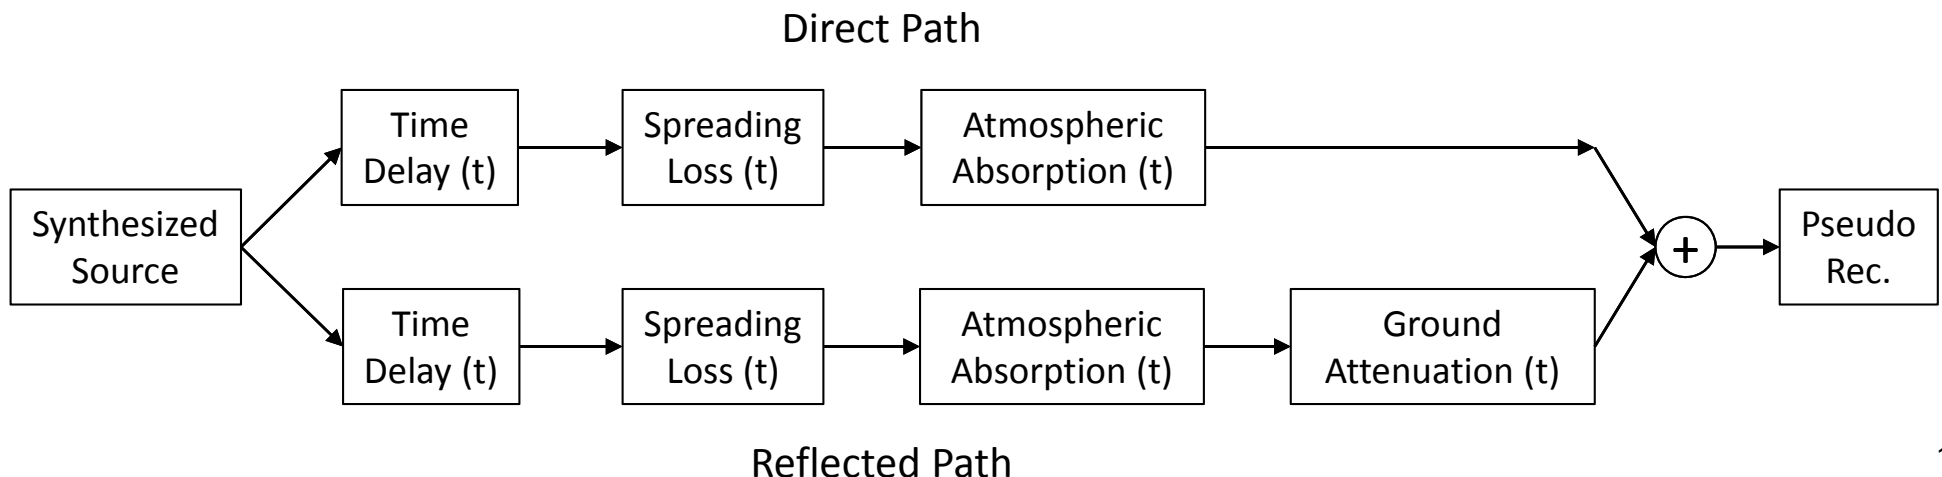 Direct Path
Time
Delay (t)
Spreading
Loss (t)
Atmospheric
Absorption (t)
Synthesized
Source
+
Pseudo
Rec.
Time
Delay (t)
Spreading
Loss (t)
Atmospheric
Absorption (t)
Ground
Attenuation (t)
Reflected Path